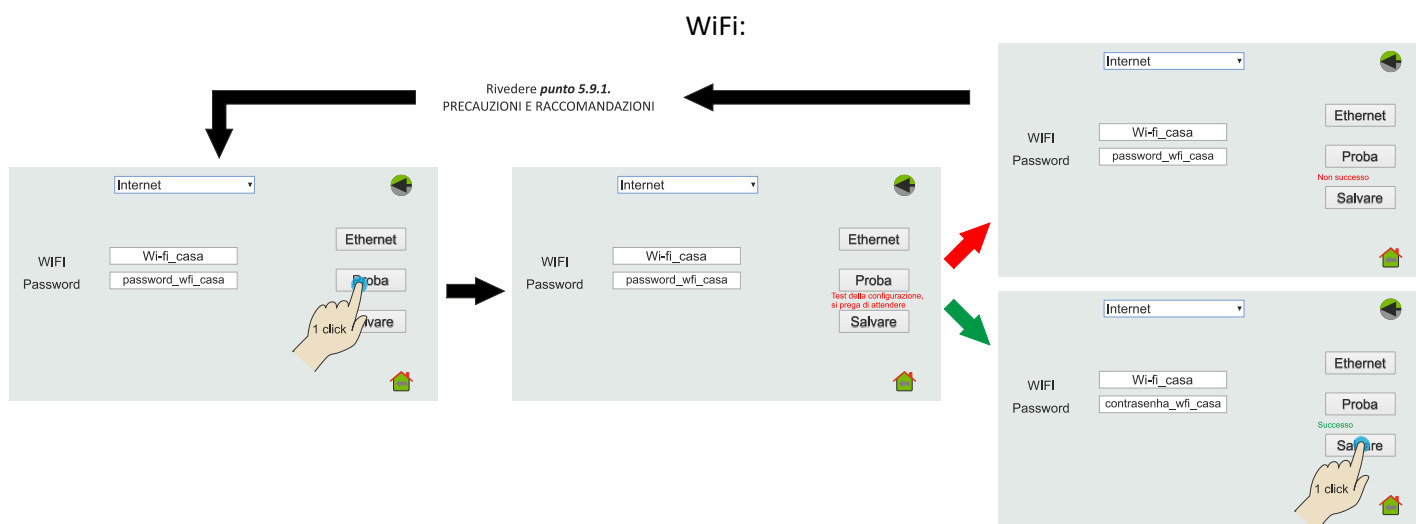 WiFi:
Rivedere punto 5.9.1.
PRECAUZIONI E RACCOMANDAZIONI
Internet
Ethernet
WIFI Wi-fi_casa
Password password_wfi_casa
Proba
1 click
Salvare
Internet
Ethernet
WIFI Wi-fi_casa
Password password_wfi_casa
Proba
Test della configurazione,
si prega di attendere
Salvare
Internet
Ethernet
WIFI Wi-fi_casa
Password password_wfi_casa
Proba
Non successo
Salvare
Internet
Ethernet
WIFI Wi-fi_casa
Password contrasenha_wfi_casa
Proba
Successo
Salvare
1 click